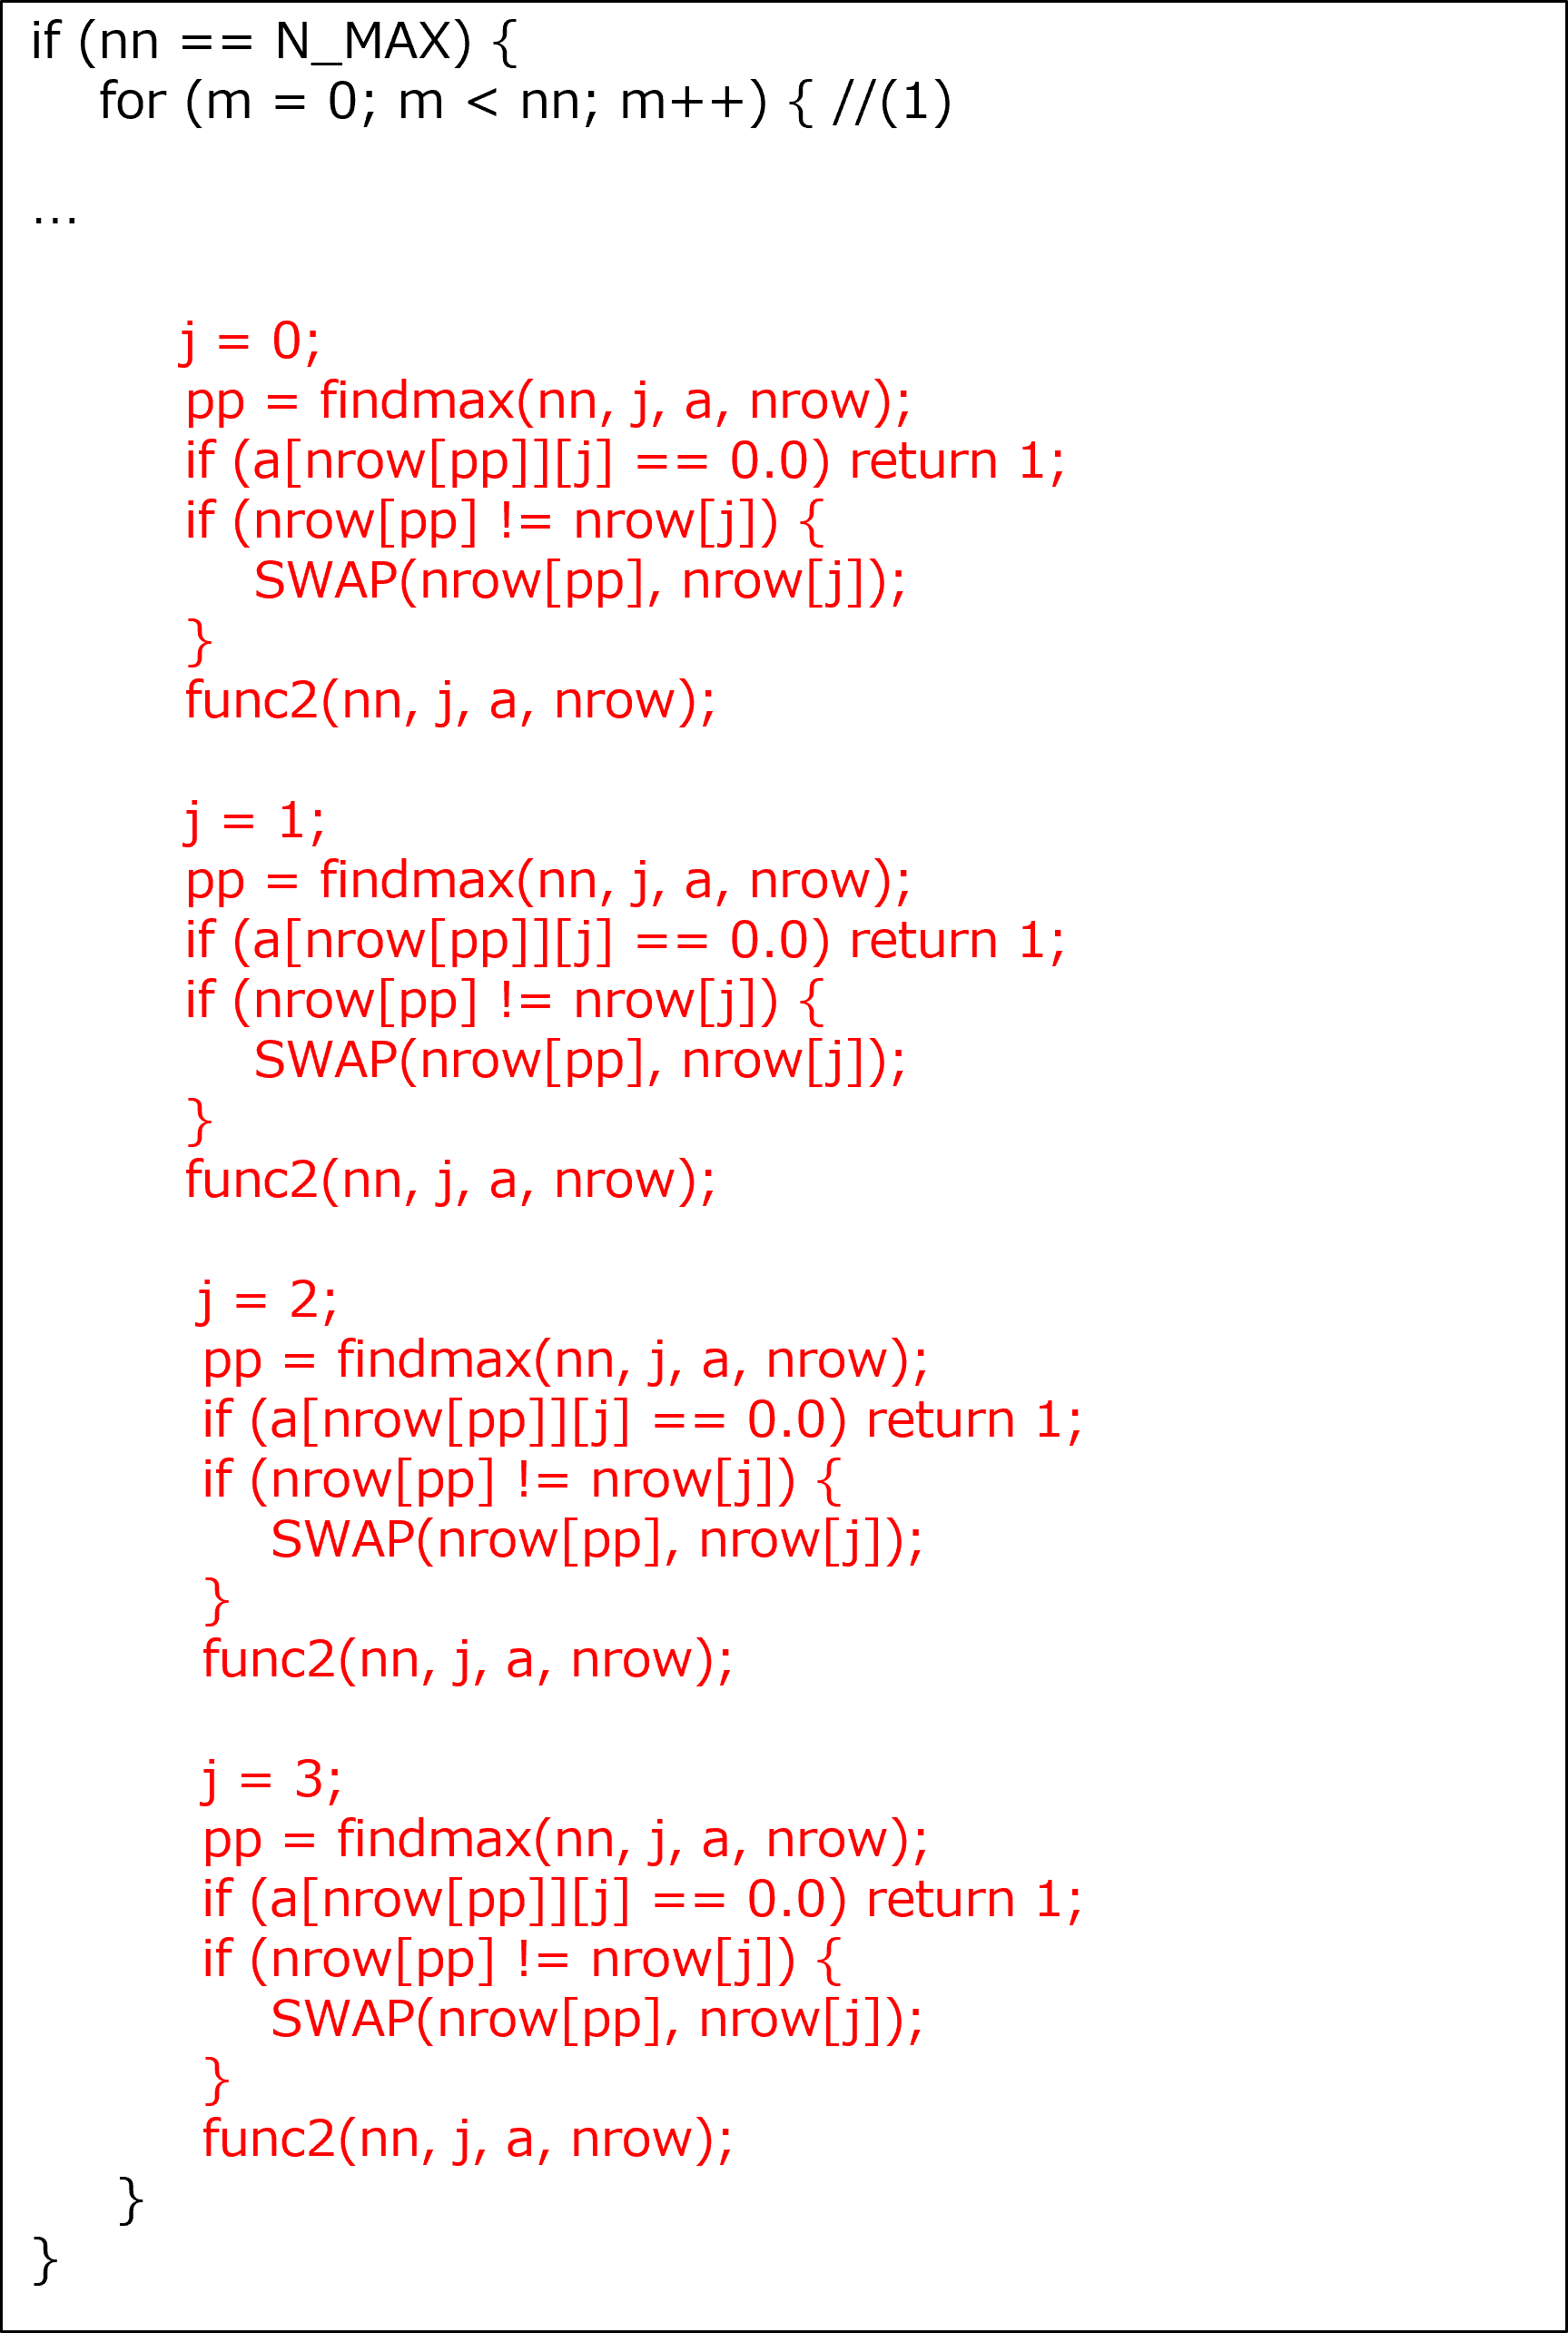 if (nn == N_MAX) {
for (m = 0; m < nn; m++) { //(1)
...
j = 0;
pp = findmax(nn, j, a, nrow);
if (a[nrow[pp]][j] == 0.0) return 1;
if (nrow[pp] != nrow[j]) {
SWAP(nrow[pp], nrow[j]);
}
func2(nn, j, a, nrow);
j = 1;
pp = findmax(nn, j, a, nrow);
if (a[nrow[pp]][j] == 0.0) return 1;
if (nrow[pp] != nrow[j]) {
SWAP(nrow[pp], nrow[j]);
}
func2(nn, j, a, nrow);
j = 2;
pp = findmax(nn, j, a, nrow);
if (a[nrow[pp]][j] == 0.0) return 1;
if (nrow[pp] != nrow[j]) {
SWAP(nrow[pp], nrow[j]);
}
func2(nn, j, a, nrow);
j = 3;
pp = findmax(nn, j, a, nrow);
if (a[nrow[pp]][j] == 0.0) return 1;
if (nrow[pp] != nrow[j]) {
SWAP(nrow[pp], nrow[j]);
}
func2(nn, j, a, nrow);
}
}